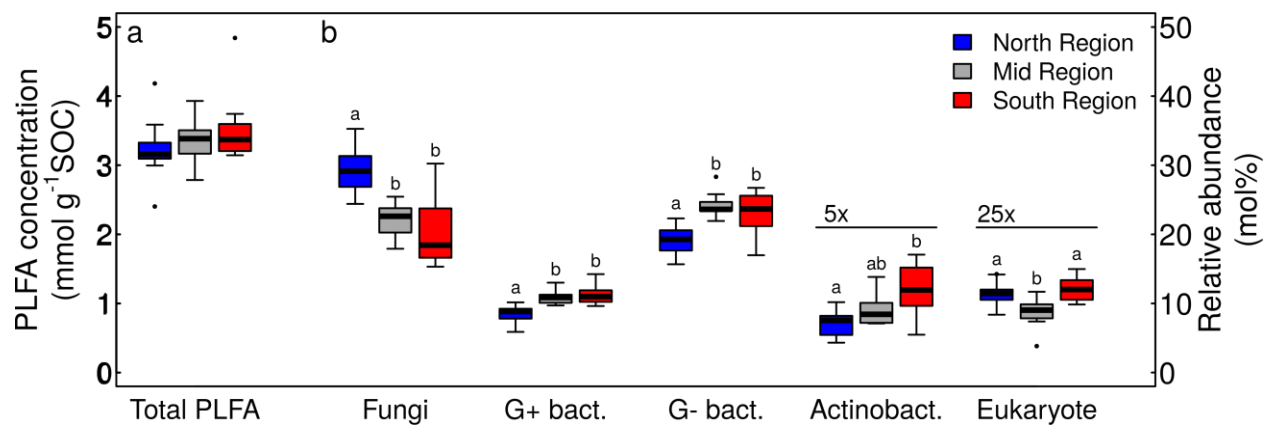 PLFA concentration
(mmol g⁻¹SOC)
5
4
3
2
1
0
a
b
North Region
Mid Region
South Region
a
b
b
a
b
b
a
b
b
5x
a
ab
b
25x
a
b
a
50
40
30
20
10
0
Relative abundance
(mol%)
Total PLFA
Fungi
G+ bact.
G- bact.
Actinobact.
Eukaryote